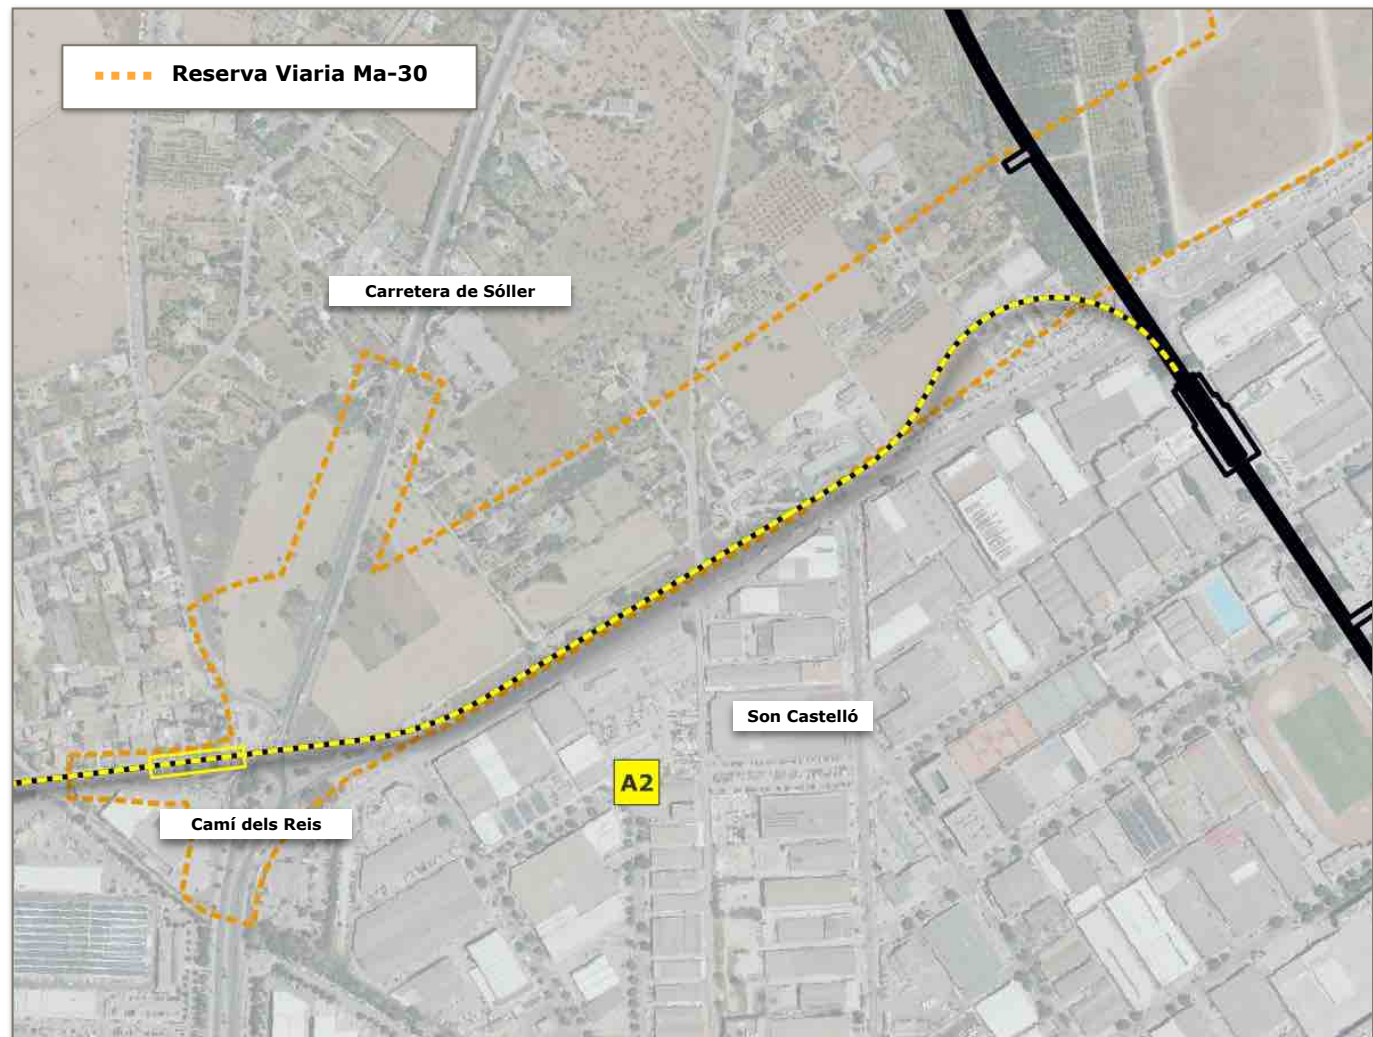 Reserva Viaria Ma-30
Carretera de Sóller
Son Castelló
A2
Camí dels Reis